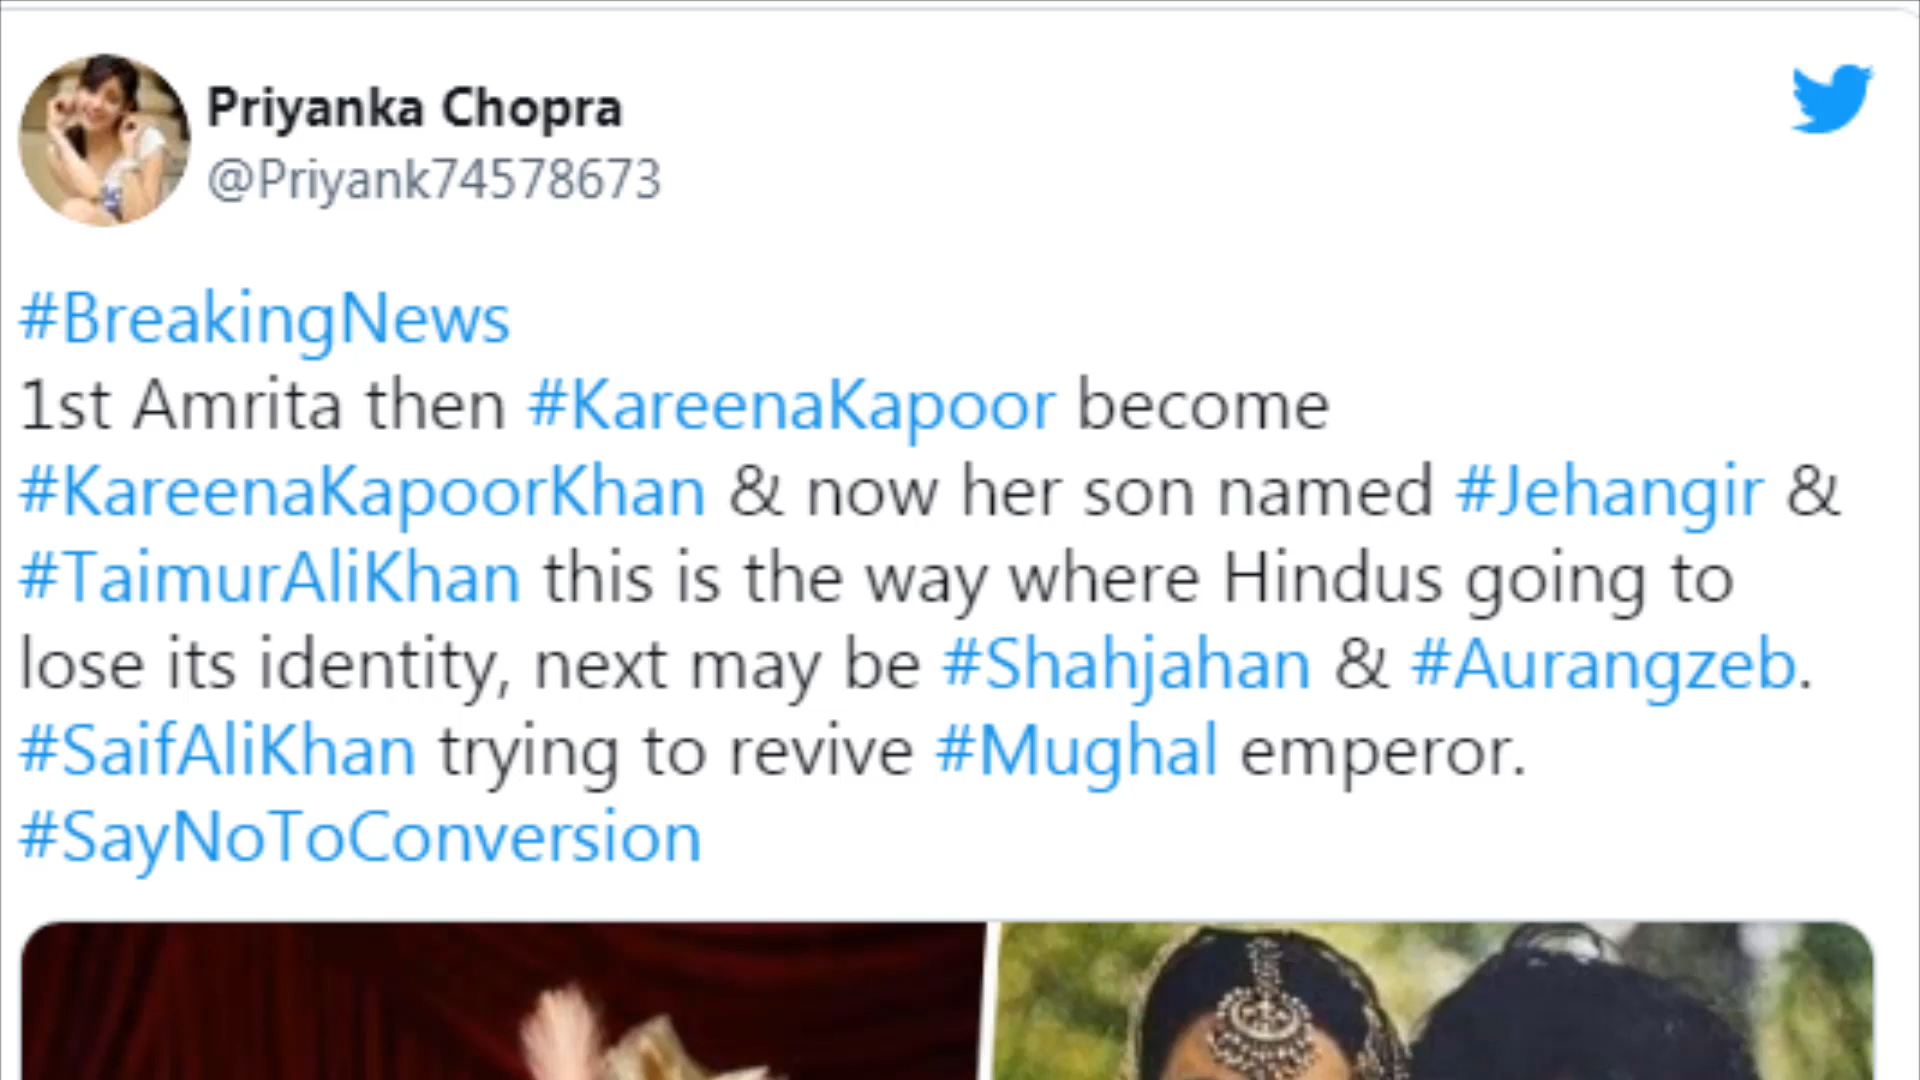 Priyanka Chopra
@Priyank74578673
#BreakingNews
1st Amrita then #KareenaKapoor become
#KareenaKapoorKhan & now her son named #Jehangir &
#TaimurAliKhan this is the way where Hindus going to
lose its identity, next may be #Shahjahan & #Aurangzeb.
#SaifAliKhan trying to revive #Mughal emperor.
#SayNoToConversion